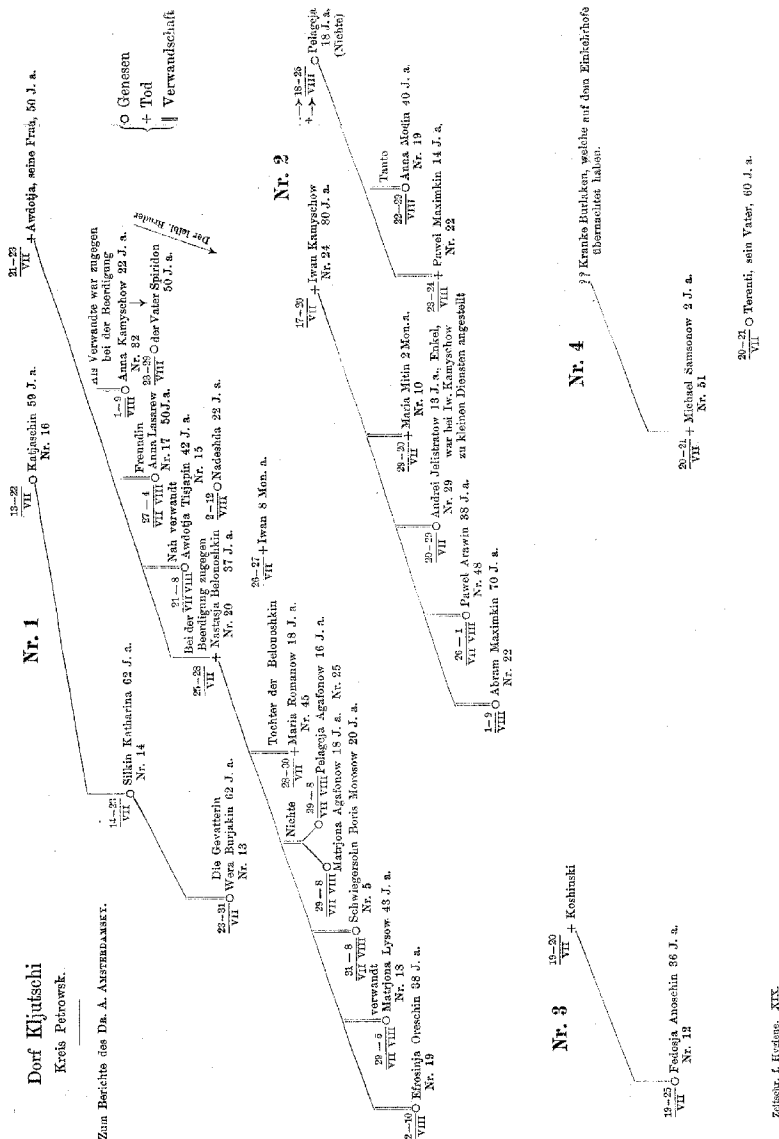 Dorf Kljutschi
Kreis Petrowsk.
Zum Berichte des Dr. A. AMSTERDAMSKY.
Nr. 1
13–22
VII
Katjaschin 59 J. a.
Nr. 16
14–23
VII
Silkin Katharina 62 J. a.
Nr. 14
Die Gevatterin
23–31
VII
Wera Burjakin 62 J. a.
Nr. 13
21–23
VII
+ Awdotja, seine Frau, 50 J. a.
Genesen
+ Tod
Verwandschaft
Als Verwandte war zugegen
bei der Beerdigung
1–9
VIII
Anna Kamyschow 22 J. a.
Nr. 32
Der leibl. Bruder
23–29
VIII
der Vater Spiridon
50 J. a.
Freundin
27–4
VII VIII
Anna Lasarew
Nr. 17 50 J. a.
Nah verwandt
21–8
VII VIII
Awdotja Tisjapin 42 J. a.
Nr. 15
2–12
VIII
Nadeshda 22 J. a.
Bei der
Beerdigung zugegen
25–28
VII
+ Nastasja Belonoshkin
Nr. 20 37 J. a.
26–27
VII
+ Iwan 8 Mon. a.
Tochter der Belonoshkin
28–30
VII
+ Maria Romanow 18 J. a.
Nr. 45
Nichte
29–8
VII VIII
Pelageja Agafonow 16 J. a.
29–8
VII VIII
Matrjona Agafonow 18 J. a. Nr. 25
31–8
VII VIII
Schwiegersohn Boris Morosow 20 J. a.
Nr. 5
verwandt
VII VIII
Matrjona Lysow 43 J. a.
Nr. 18
2–10
VIII
Efrosinja Oreschin 38 J. a.
Nr. 19
Nr. 2
18–25
VIII
Pelageja
18 J. a.
(Nichte)
Tante
22–29
VIII
Anna Modin 40 J. a.
Nr. 19
23–24
VIII
+ Pawel Maximkin 14 J. a.
Nr. 22
17–20
VII
+ Iwan Kamyschow
Nr. 24 80 J. a.
VII
+ Maria Mitin 2 Mon. a.
Nr. 10
20–29
VII
Andrei Jelistratow 13 J. a., Enkel,
Nr. 29 war bei Iw. Kamyschow
zu kleinen Diensten angestellt
26–1
VII VIII
Pawel Arawin 38 J. a.
Nr. 48
1–9
VIII
Abram Maximkin 70 J. a.
Nr. 22
Nr. 3
19–20
VII
+ Koshinski
19–25
VII
Fedosja Anoschin 36 J. a.
Nr. 12
Nr. 4
?? Kranke Burlaken, welche auf dem Einkehrhofe
übernachtet haben.
20–21
VII
+ Michael Samsonow 2 J. a.
Nr. 51
20–21
VII
Terenti, sein Vater, 60 J. a.
Zeitschr. f. Hygiene. XIX.